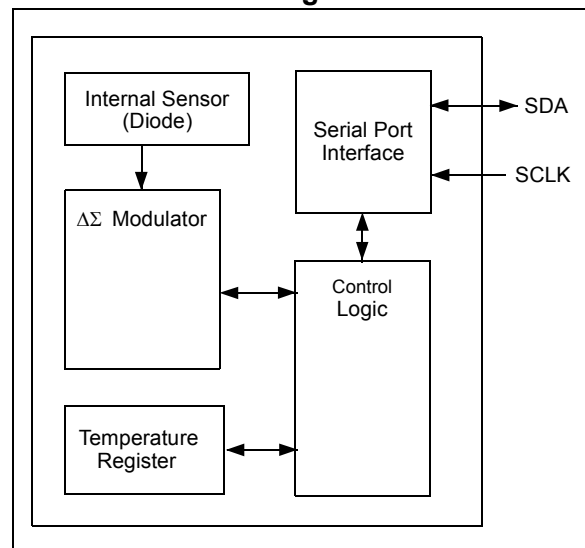 Internal Sensor
(Diode)
Serial Port
Interface
SDA
SCLK
ΔΣ Modulator
Control
Logic
Temperature
Register